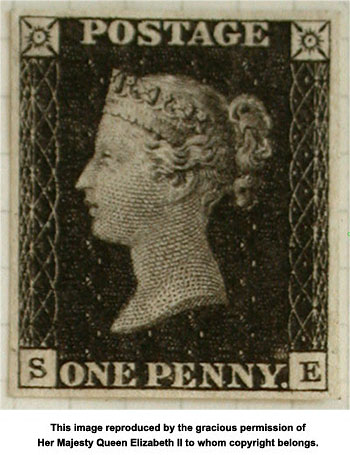 POSTAGE
S ONE PENNY. E
This image reproduced by the gracious permission of
Her Majesty Queen Elizabeth II to whom copyright belongs.